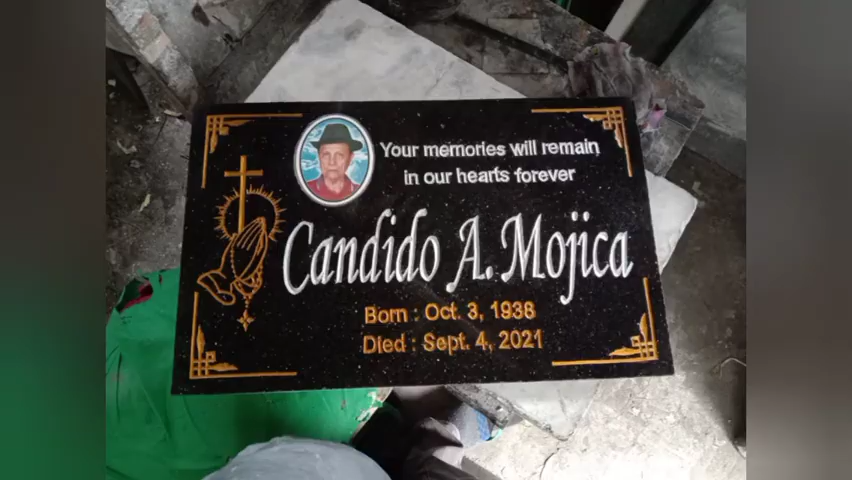 Your memories will remain
in our hearts forever
Candido A. Mojica
Born : Oct. 3, 1938
Died : Sept. 4, 2021